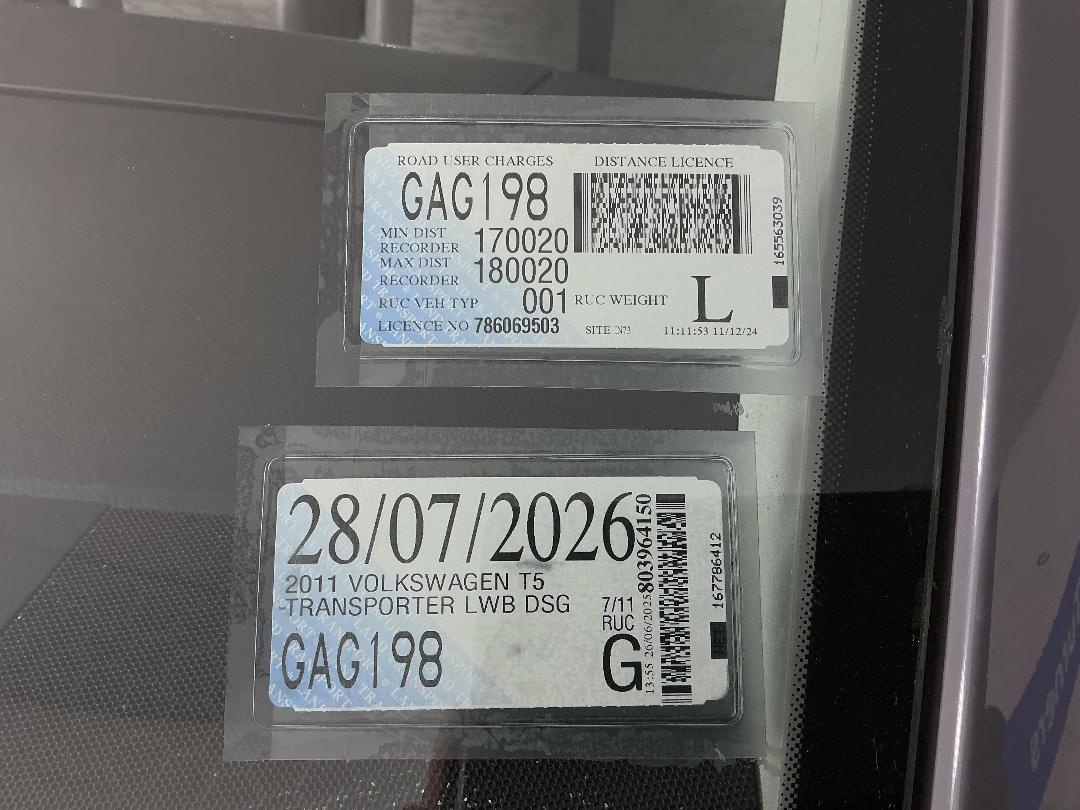 ROAD USER CHARGES DISTANCE LICENCE
GAG198
MIN DIST
RECORDER 170020
MAX DIST
RECORDER 180020
RUC VEH TYP 001 RUC WEIGHT L
LICENCE NO 786069503 SITE 11:11:53 11/12/24
165563039
28/07/2026
2011 VOLKSWAGEN T5
TRANSPORTER LWB DSG
7/11
RUC
GAG198 G
13:55 26/06/2025 803964150
167786412